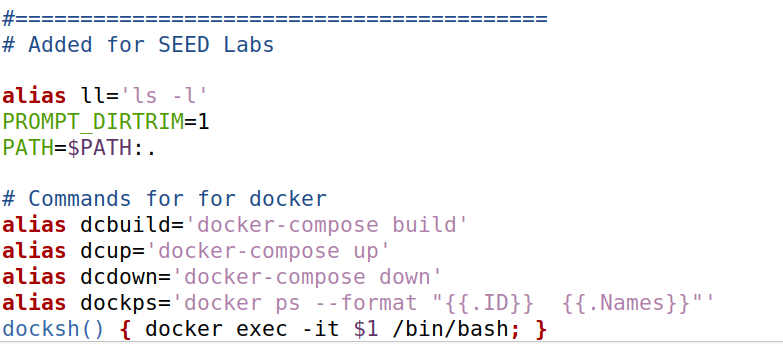 #=========================================
# Added for SEED Labs
alias ll='ls -l'
PROMPT_DIRTRIM=1
PATH=$PATH:.
# Commands for for docker
alias dcbuild='docker-compose build'
alias dcup='docker-compose up'
alias dcdown='docker-compose down'
alias dockps='docker ps --format "{{.ID}}  {{.Names}}"'
docksh() { docker exec -it $1 /bin/bash; }